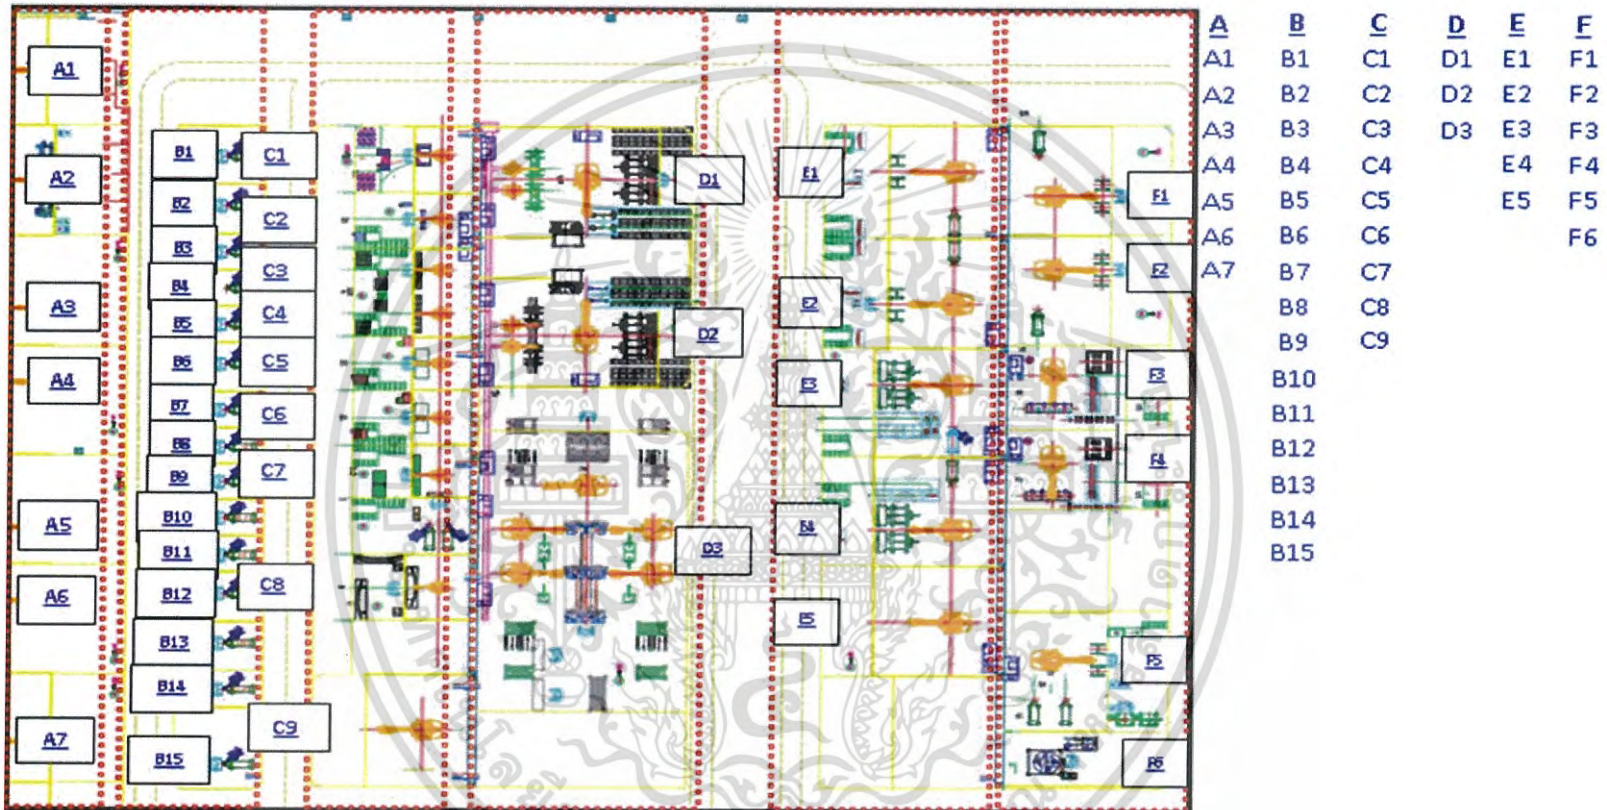 A B C D E F
A1 B1 C1 D1 E1 F1
A2 B2 C2 D2 E2 F2
A3 B3 C3 D3 E3 F3
A4 B4 C4 E4 F4
A5 B5 C5 E5 F5
A6 B6 C6 F6
A7 B7 C7
B8 C8
B9 C9
B10
B11
B12
B13
B14
B15
A1
A2
A3
A4
A5
A6
A7
B1
B2
B3
B4
B5
B6
B7
B8
B9
B10
B11
B12
B13
B14
B15
C1
C2
C3
C4
C5
C6
C7
C8
C9
D1
D2
D3
E1
E2
E3
E4
E5
F1
F2
F3
F4
F5
F6